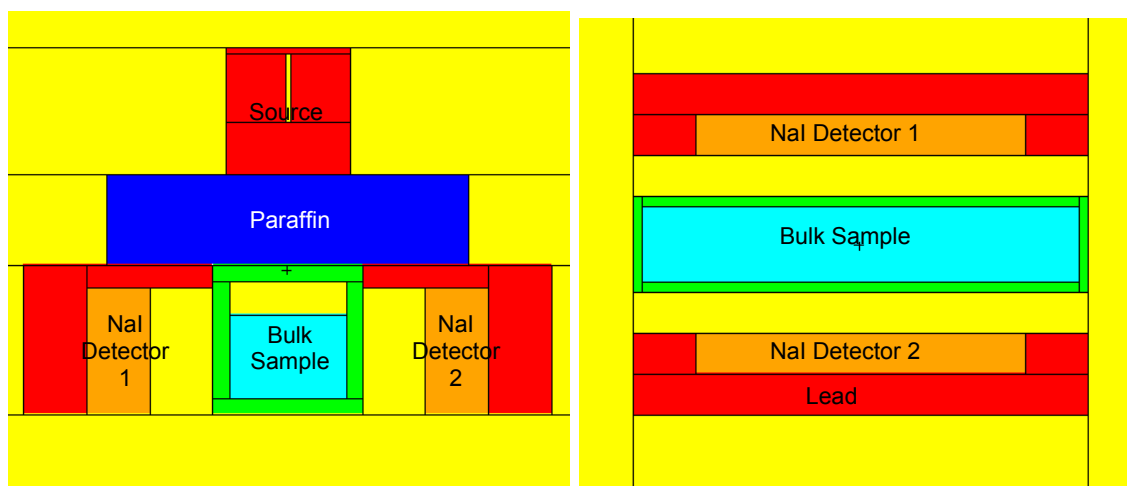 Source
Paraffin
NaI
Detector
1
Bulk
Sample
NaI
Detector
2
NaI Detector 1
Bulk Sample
NaI Detector 2
Lead